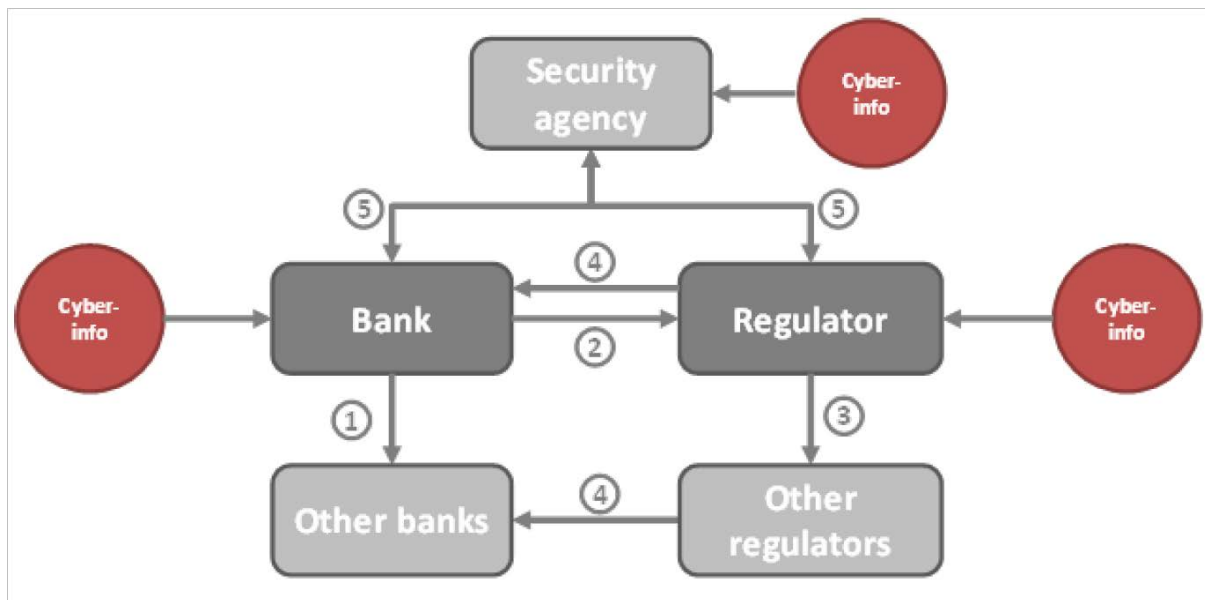 Security
agency
Cyber-
info
5
5
Cyber-
info
Bank
4
2
Regulator
Cyber-
info
1
3
Other banks
4
Other
regulators